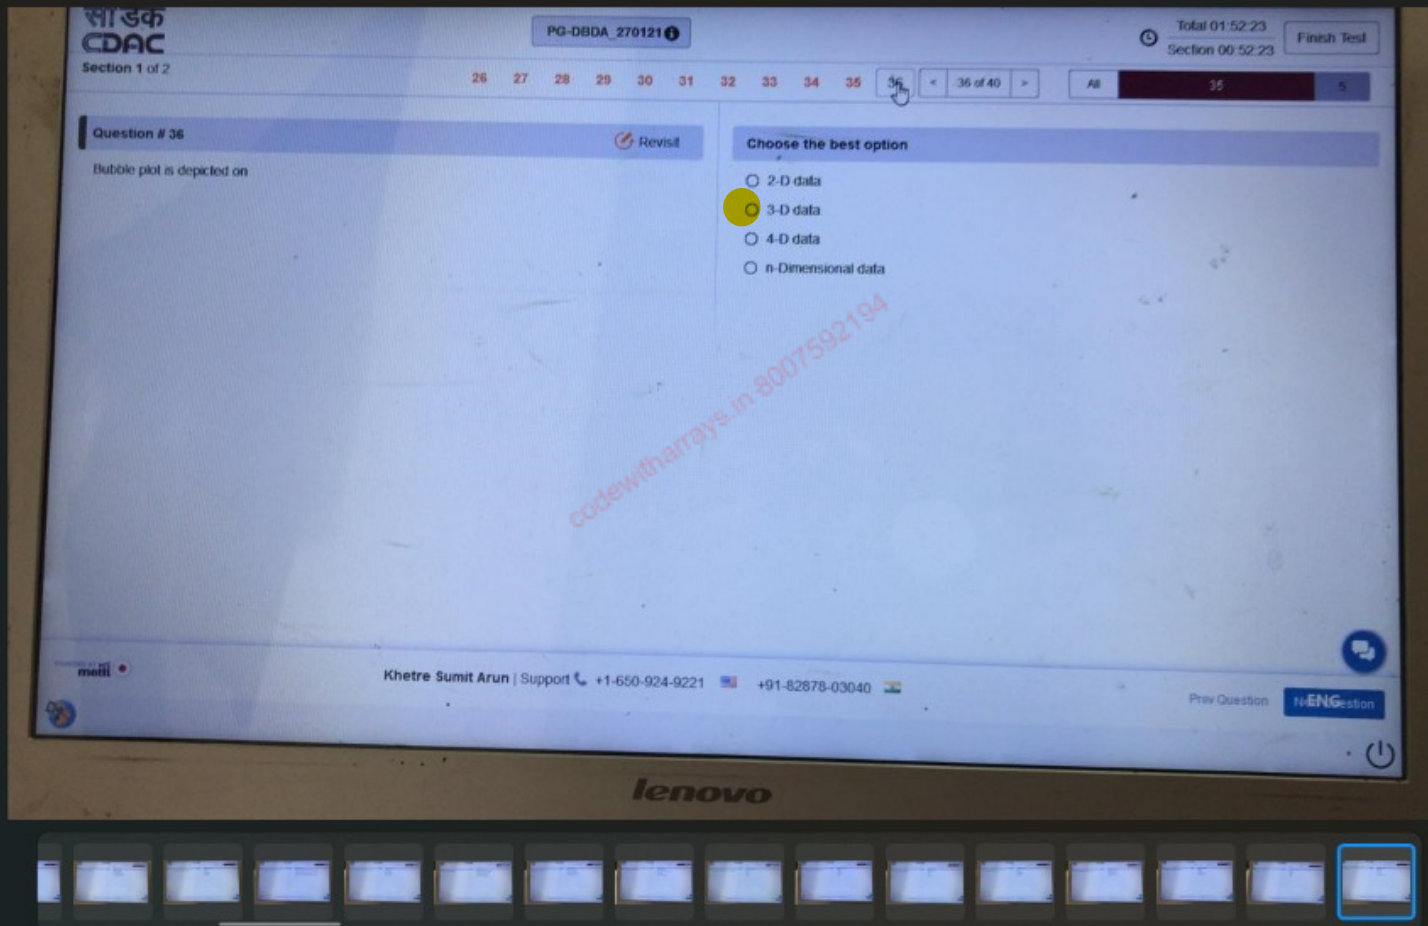 सी डैक
CDAC
PG-DBDA_270121
Total 01:52:23
Section 00:52:23
Finish Test
Section 1 of 2
26 27 28 29 30 31 32 33 34 35 36 < 36 of 40 > All 35 5
Question # 36
Revisit
Bubble plot is depicted on
Choose the best option
2-D data
3-D data
4-D data
n-Dimensional data
codewitharrays.in 8007592194
mettl
Khetre Sumit Arun | Support +1-650-924-9221 +91-82878-03040
Prev Question
ENG
lenovo